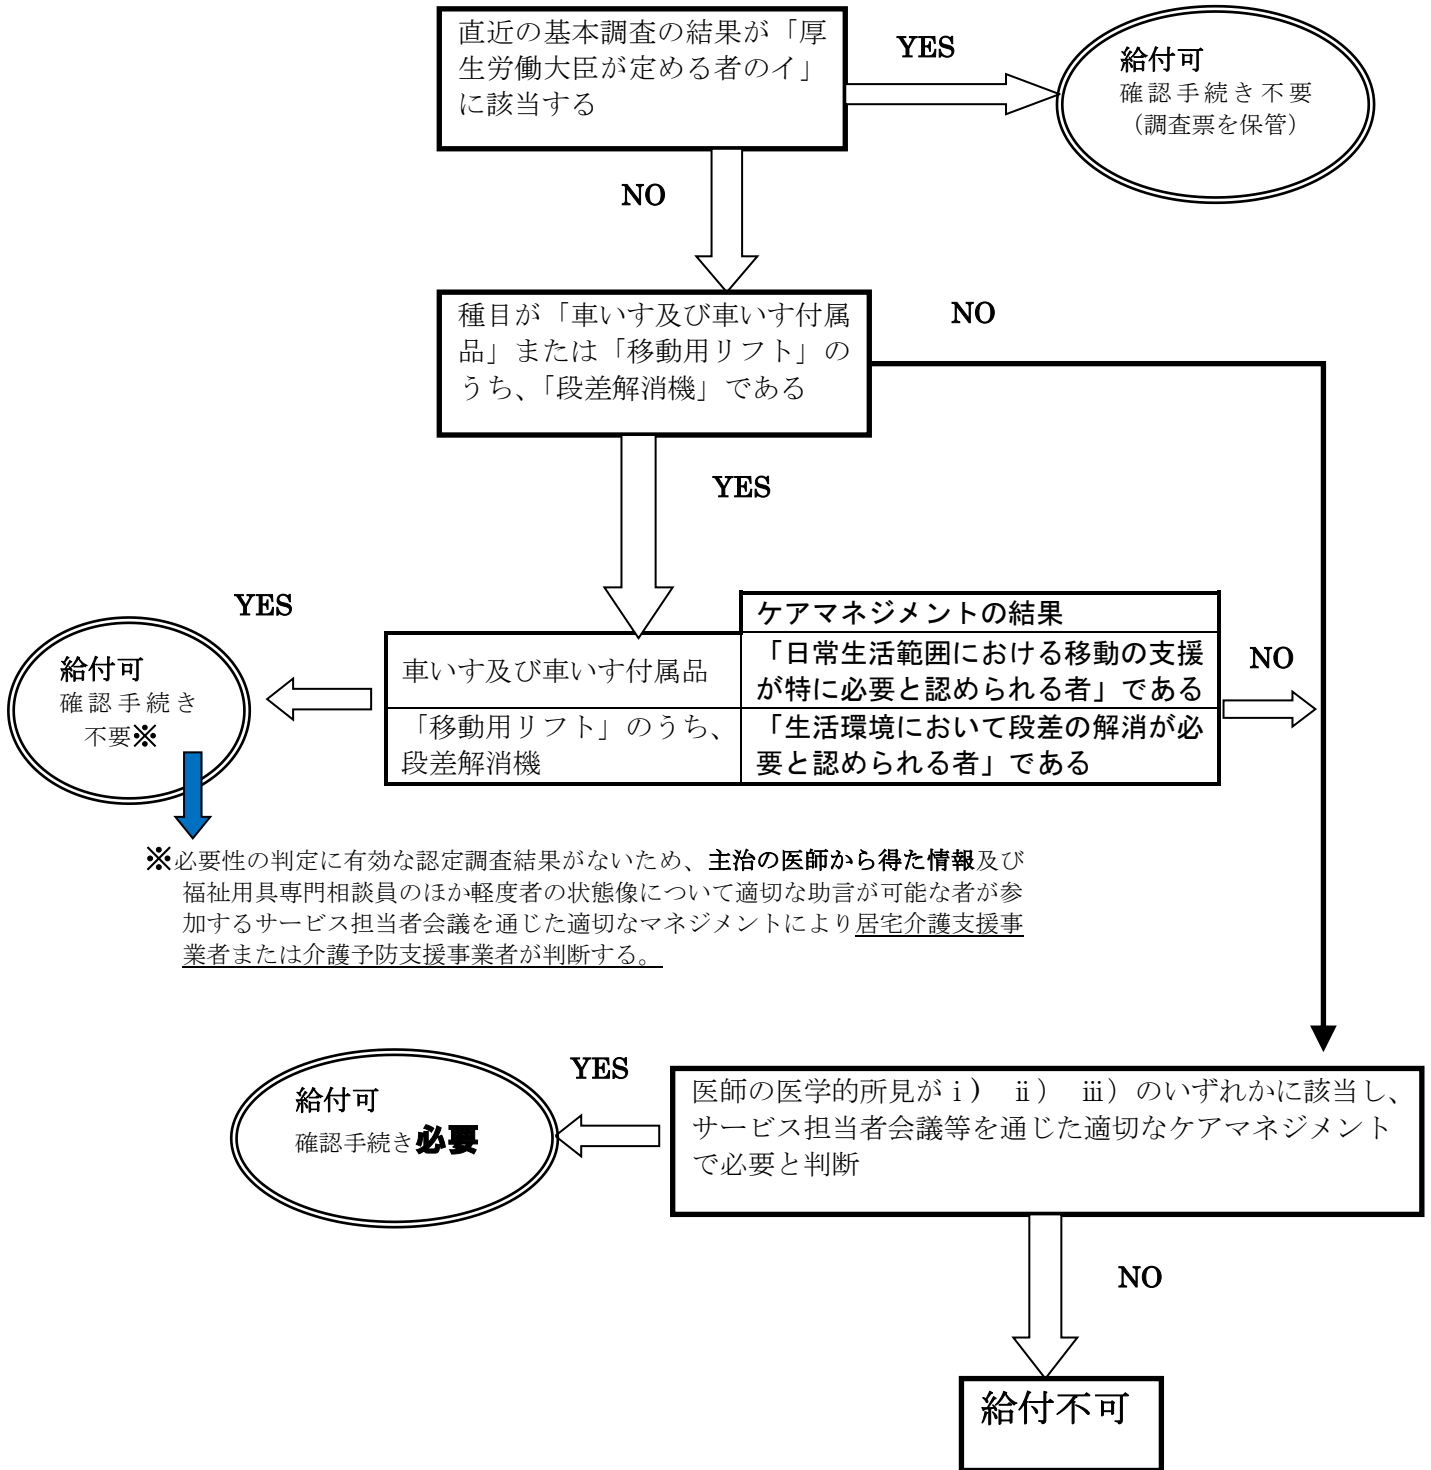 直近の基本調査の結果が「厚
生労働大臣が定める者のイ」
に該当する
YES
給付可
確認手続き不要
（調査票を保管）
NO
種目が「車いす及び車いす付属
品」または「移動用リフト」の
うち、「段差解消機」である
NO
YES
YES
給付可
確認手続き
不要※
ケアマネジメントの結果
車いす及び車いす付属品
「日常生活範囲における移動の支援
が特に必要と認められる者」である
「移動用リフト」のうち、
段差解消機
「生活環境において段差の解消が必
要と認められる者」である
NO
※必要性の判定に有効な認定調査結果がないため、主治の医師から得た情報及び
福祉用具専門相談員のほか軽度者の状態像について適切な助言が可能な者が参
加するサービス担当者会議を通じた適切なマネジメントにより居宅介護支援事
業者または介護予防支援事業者が判断する。
YES
給付可
確認手続き必要
医師の医学的所見がⅰ） ⅱ） ⅲ）のいずれかに該当し、
サービス担当者会議等を通じた適切なケアマネジメント
で必要と判断
NO
給付不可